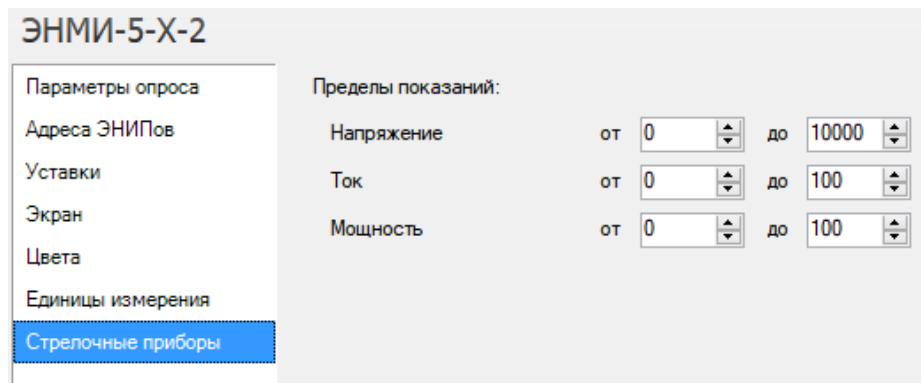 ЭНМИ-5-X-2
Параметры опроса
Адреса ЭНИПов
Уставки
Экран
Цвета
Единицы измерения
Стрелочные приборы
Пределы показаний:
Напряжение от 0 до 10000
Ток от 0 до 100
Мощность от 0 до 100